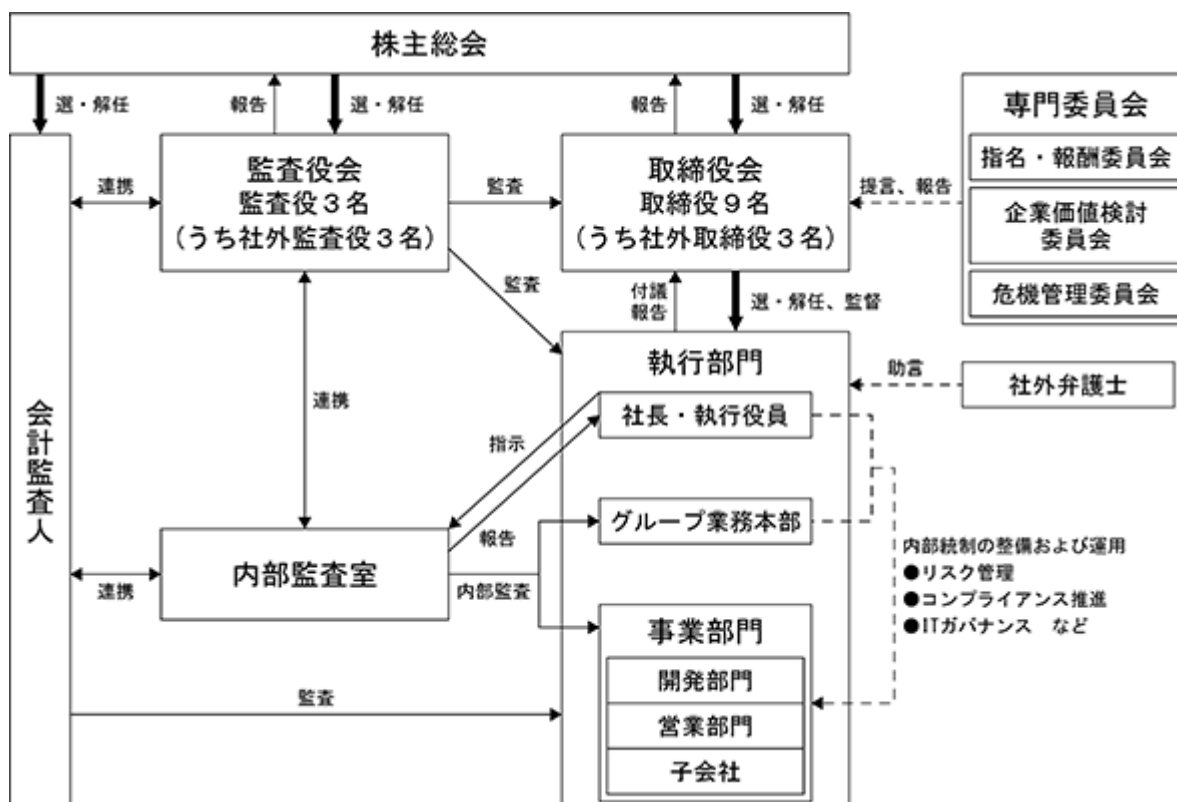 株主総会
選・解任
報告
選・解任
報告
選・解任
専門委員会
指名・報酬委員会
企業価値検討
委員会
危機管理委員会
監査役会
監査役3名
(うち社外監査役3名)
取締役会
取締役9名
(うち社外取締役3名)
連携
監査
提言、報告
監査
付議
報告
選・解任、監督
執行部門
社長・執行役員
助言
社外弁護士
会計監査人
連携
指示
報告
グループ業務本部
内部監査室
連携
内部監査
内部統制の整備および運用
●リスク管理
●コンプライアンス推進
●ITガバナンス など
事業部門
開発部門
営業部門
子会社
監査